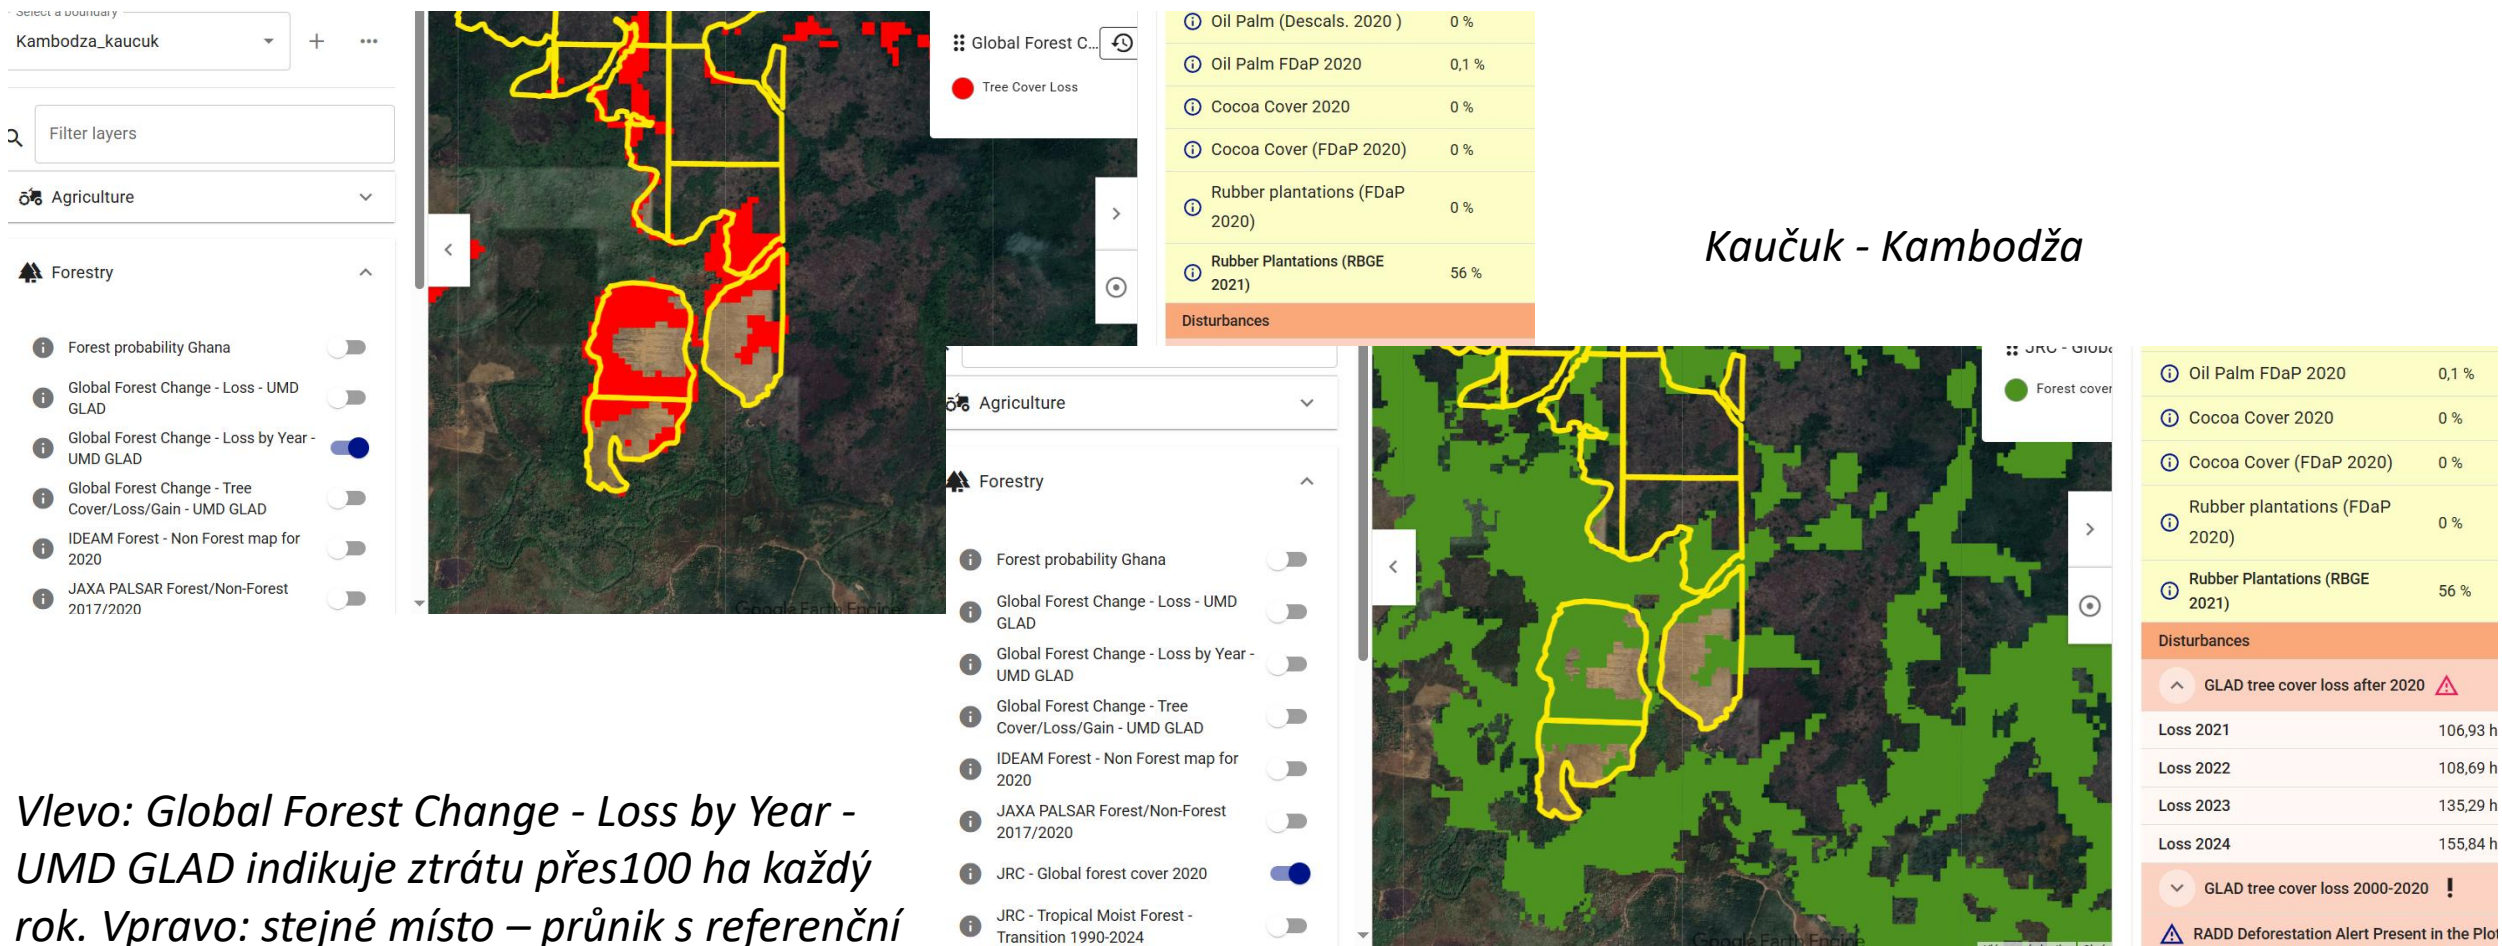 Select a boundary
Kambodza_kaucuk
Filter layers
Agriculture
Forestry
Forest probability Ghana
Global Forest Change - Loss - UMD
GLAD
Global Forest Change - Loss by Year -
UMD GLAD
Global Forest Change - Tree
Cover/Loss/Gain - UMD GLAD
IDEAM Forest - Non Forest map for
2020
JAXA PALSAR Forest/Non-Forest
2017/2020
Google Earth Engine
Global Forest C...
Tree Cover Loss
Oil Palm (Descals. 2020 ) 0 %
Oil Palm FDaP 2020 0,1 %
Cocoa Cover 2020 0 %
Cocoa Cover (FDaP 2020) 0 %
Rubber plantations (FDaP
2020) 0 %
Rubber Plantations (RBGE
2021) 56 %
Disturbances
Kaučuk - Kambodža
Agriculture
Forestry
Forest probability Ghana
Global Forest Change - Loss - UMD
GLAD
Global Forest Change - Loss by Year -
UMD GLAD
Global Forest Change - Tree
Cover/Loss/Gain - UMD GLAD
IDEAM Forest - Non Forest map for
2020
JAXA PALSAR Forest/Non-Forest
2017/2020
JRC - Global forest cover 2020
JRC - Tropical Moist Forest -
Transition 1990-2024
Google Earth Engine
JRC - Globa
Forest cover
Oil Palm FDaP 2020 0,1 %
Cocoa Cover 2020 0 %
Cocoa Cover (FDaP 2020) 0 %
Rubber plantations (FDaP
2020) 0 %
Rubber Plantations (RBGE
2021) 56 %
Disturbances
GLAD tree cover loss after 2020
Loss 2021 106,93 h
Loss 2022 108,69 h
Loss 2023 135,29 h
Loss 2024 155,84 h
GLAD tree cover loss 2000-2020
RADD Deforestation Alert Present in the Plot
Vlevo: Global Forest Change - Loss by Year -
UMD GLAD indikuje ztrátu přes100 ha každý
rok. Vpravo: stejné místo – průnik s referenční